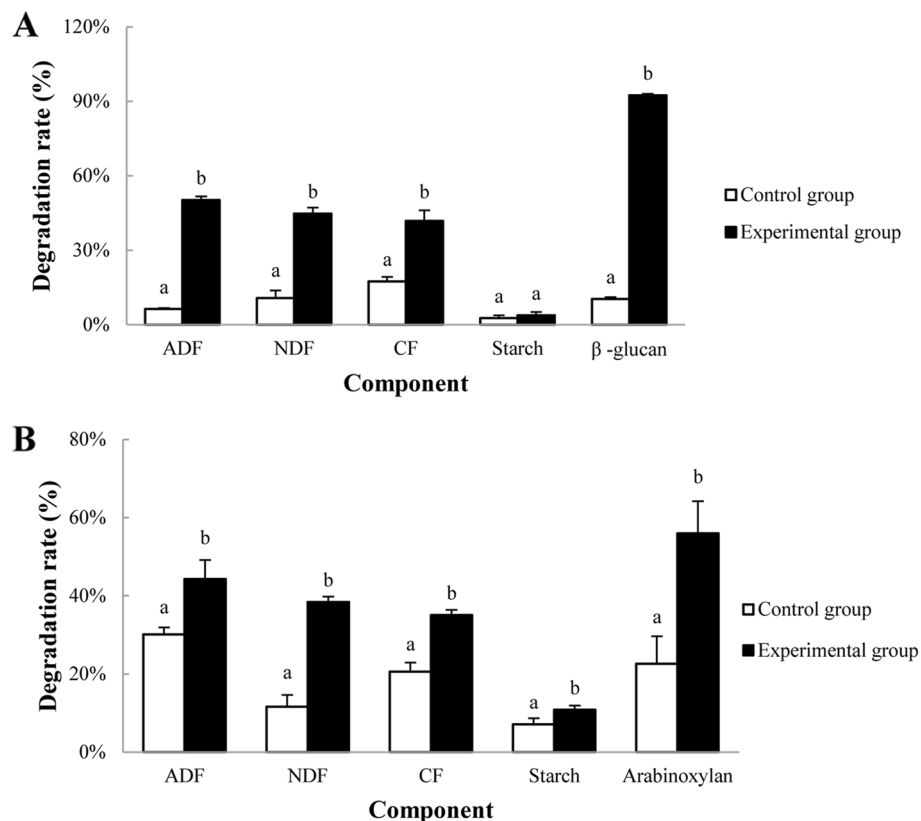 A
120%
90%
60%
30%
0%
Degradation rate (%)
a
b
a
b
a
b
a
a
a
b
ADF
NDF
CF
Starch
β -glucan
Component
Control group
Experimental group
B
80%
60%
40%
20%
0%
Degradation rate (%)
a
b
a
b
a
b
a
b
a
b
ADF
NDF
CF
Starch
Arabinoxylan
Component
Control group
Experimental group